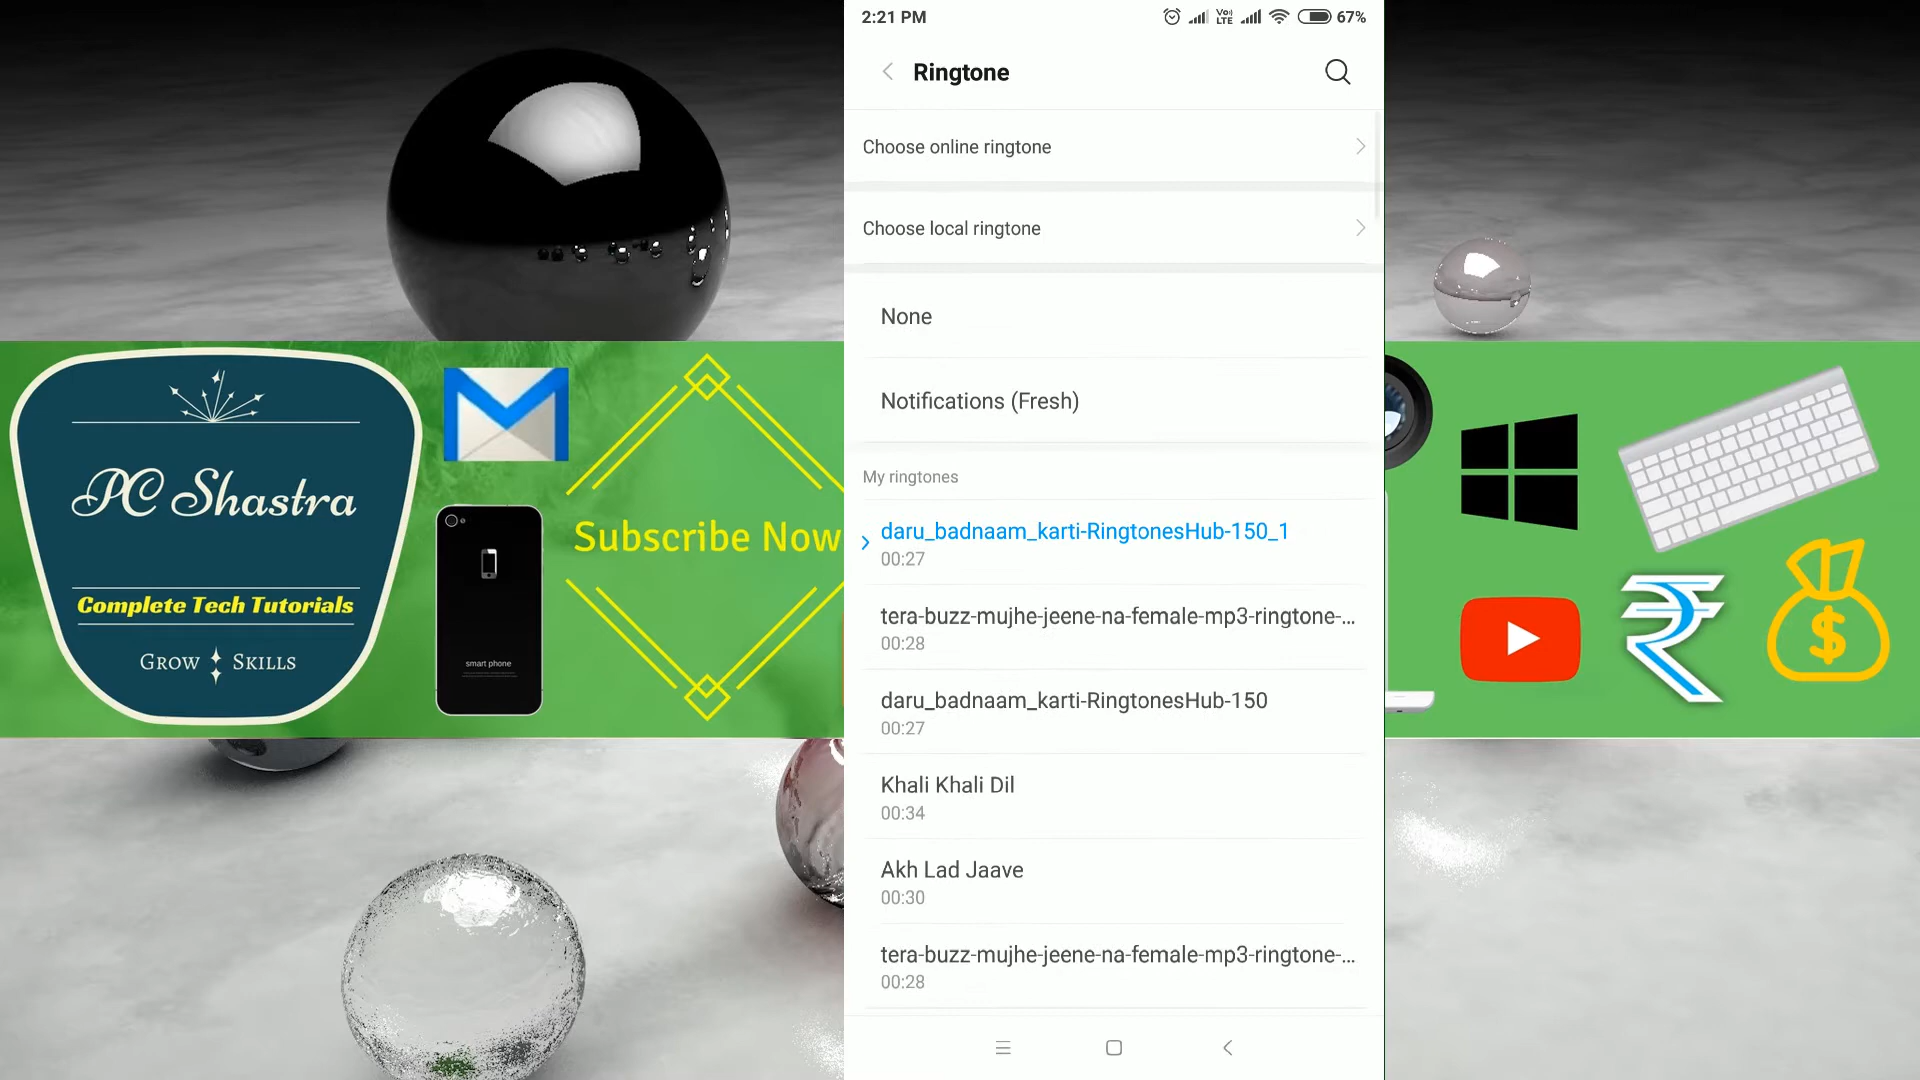 2:21 PM
Vo)) LTE
67%
Ringtone
Choose online ringtone
Choose local ringtone
None
Notifications (Fresh)
My ringtones
daru_badnaam_karti-RingtonesHub-150_1
00:27
tera-buzz-mujhe-jeene-na-female-mp3-ringtone-...
00:28
daru_badnaam_karti-RingtonesHub-150
00:27
Khali Khali Dil
00:34
Akh Lad Jaave
00:30
tera-buzz-mujhe-jeene-na-female-mp3-ringtone-...
00:28
PC Shastra
Complete Tech Tutorials
GROW SKILLS
smart phone
Subscribe Now
₹
$